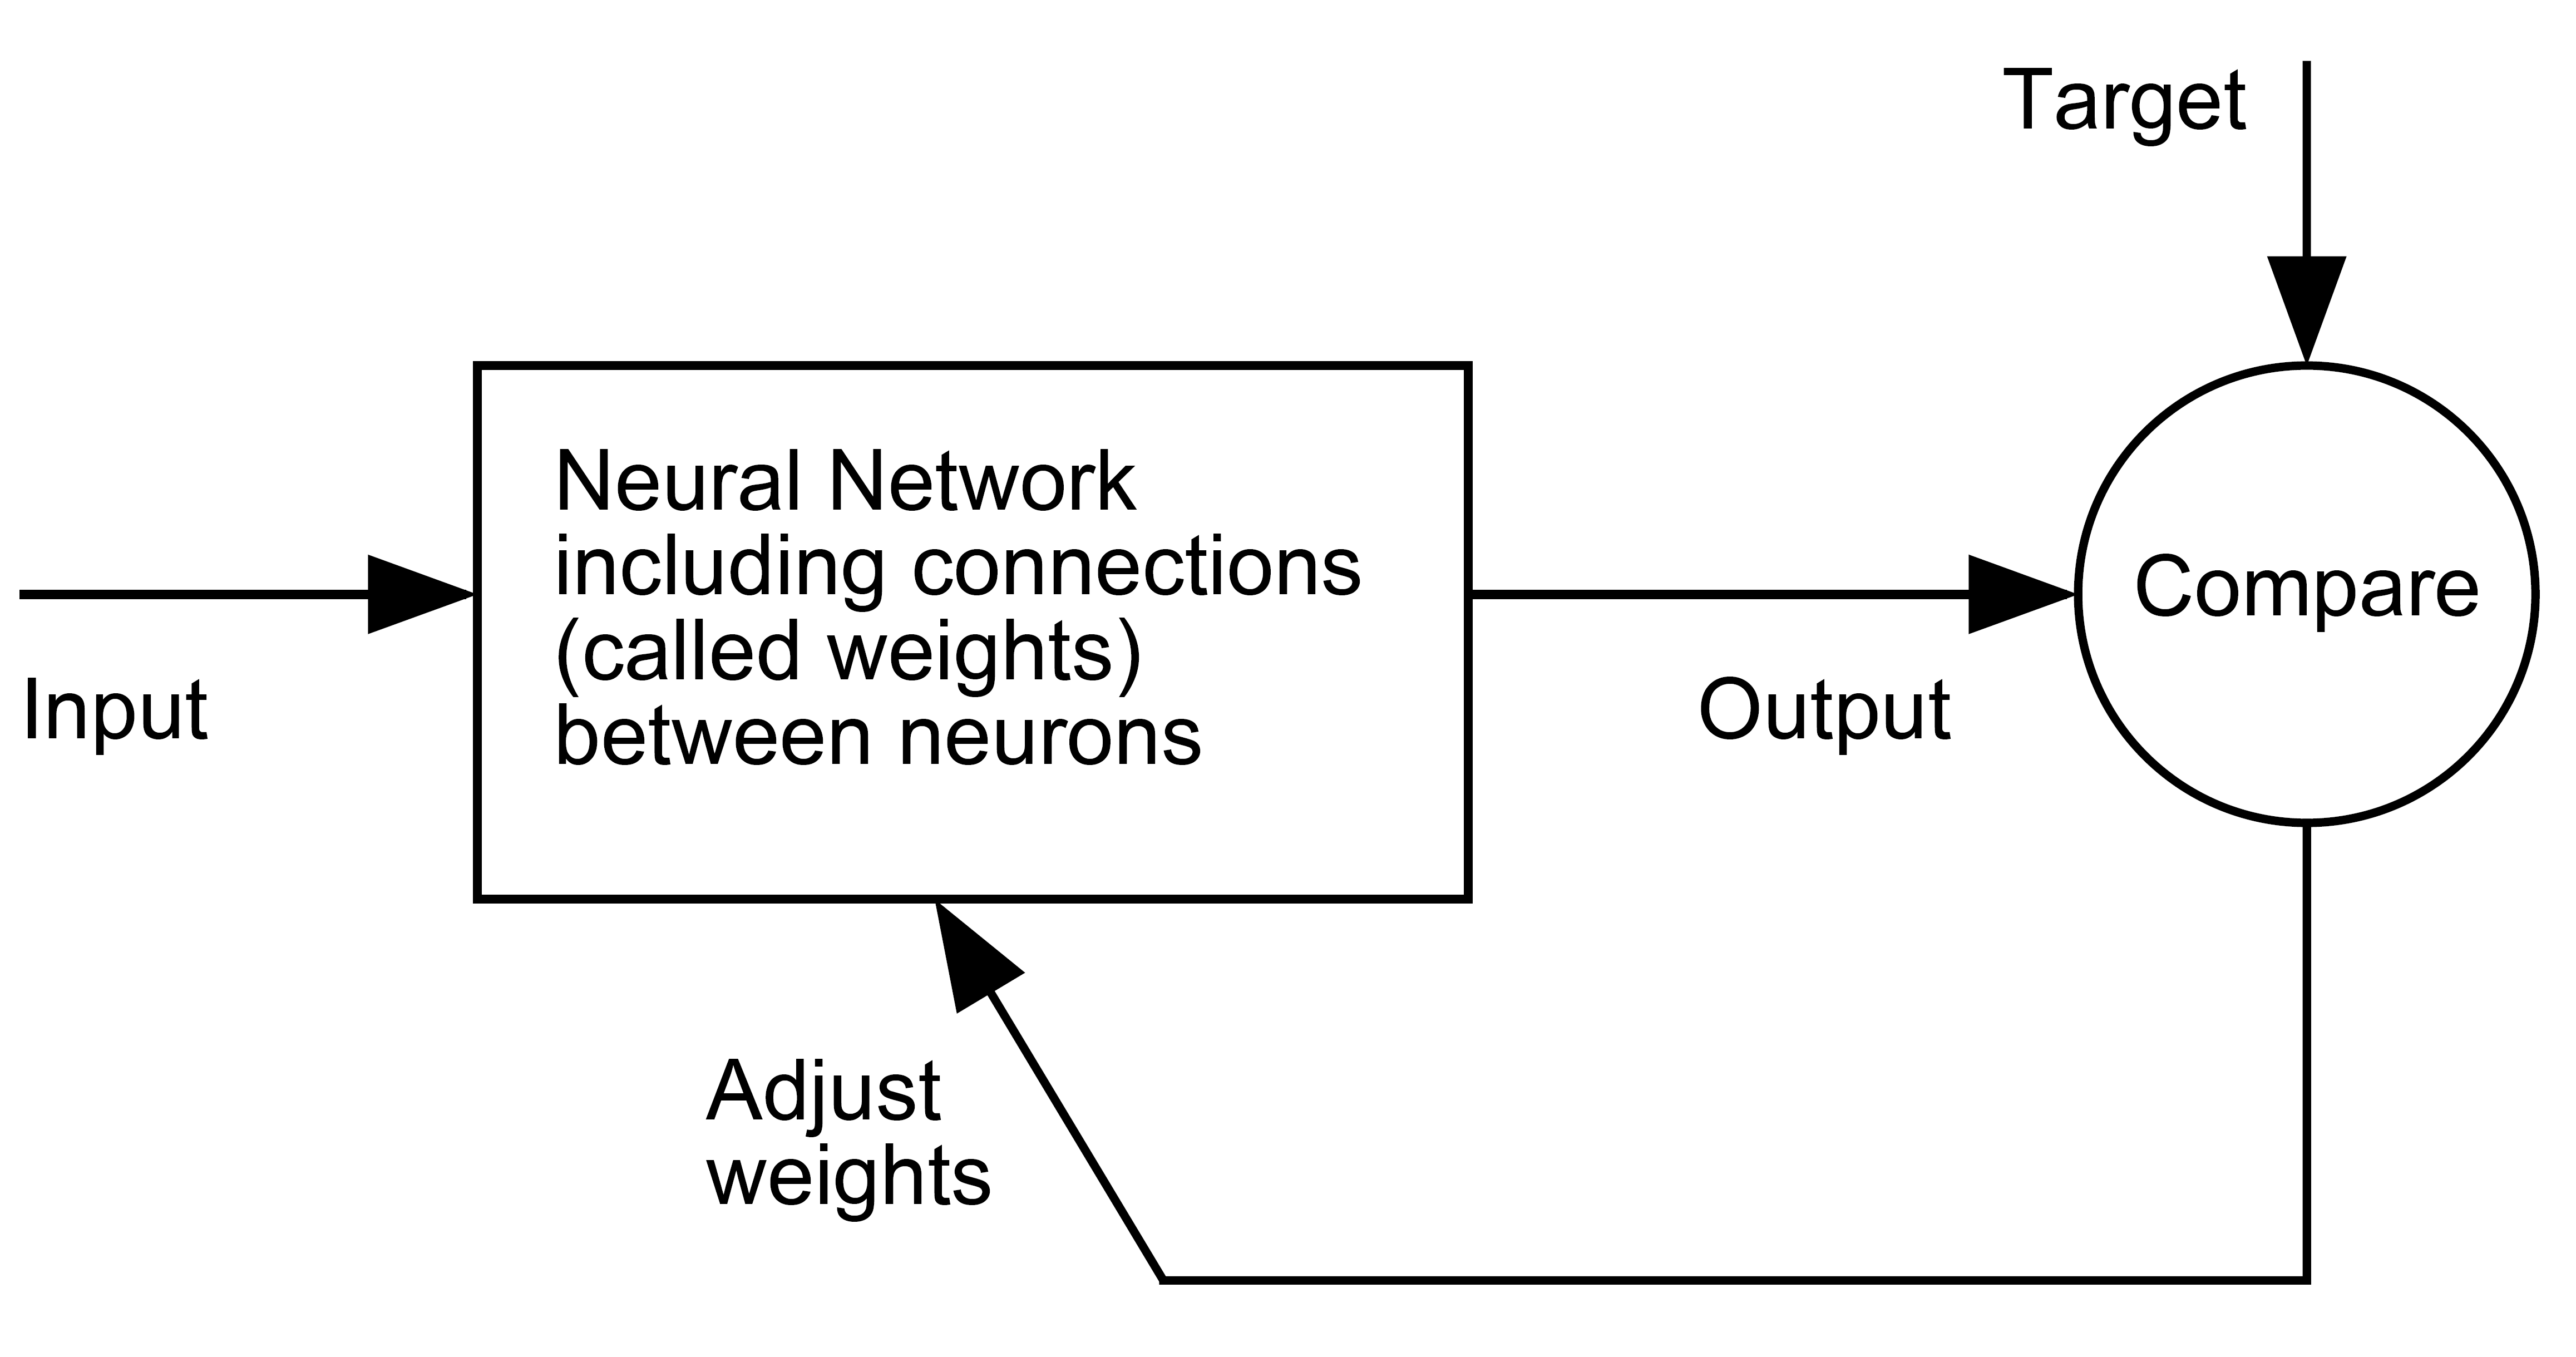 Target
Neural Network
including connections
(called weights)
between neurons
Compare
Input
Output
Adjust
weights